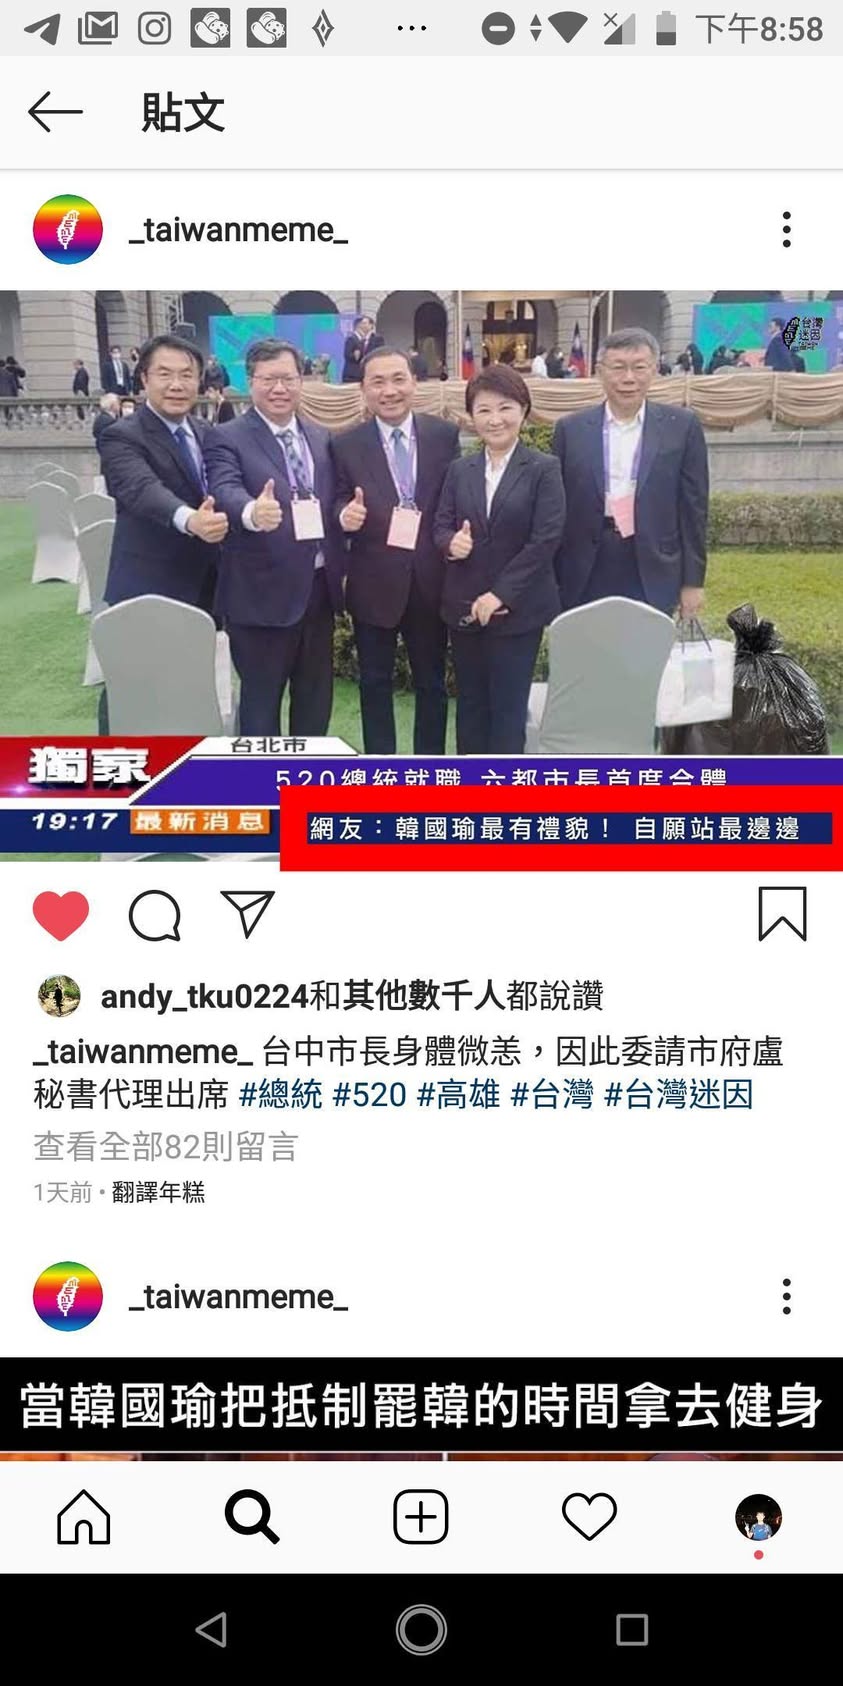 下午8:58
貼文
_taiwanmeme_
台灣
迷因
獨家
台北市
520總統就職 六都市長首度合體
19:17 最新消息
網友：韓國瑜最有禮貌！ 自願站最邊邊
andy_tku0224和其他數千人都說讚
_taiwanmeme_ 台中市長身體微恙，因此委請市府盧
秘書代理出席 #總統 #520 #高雄 #台灣 #台灣迷因
查看全部82則留言
1天前 • 翻譯年糕
_taiwanmeme_
當韓國瑜把抵制罷韓的時間拿去健身